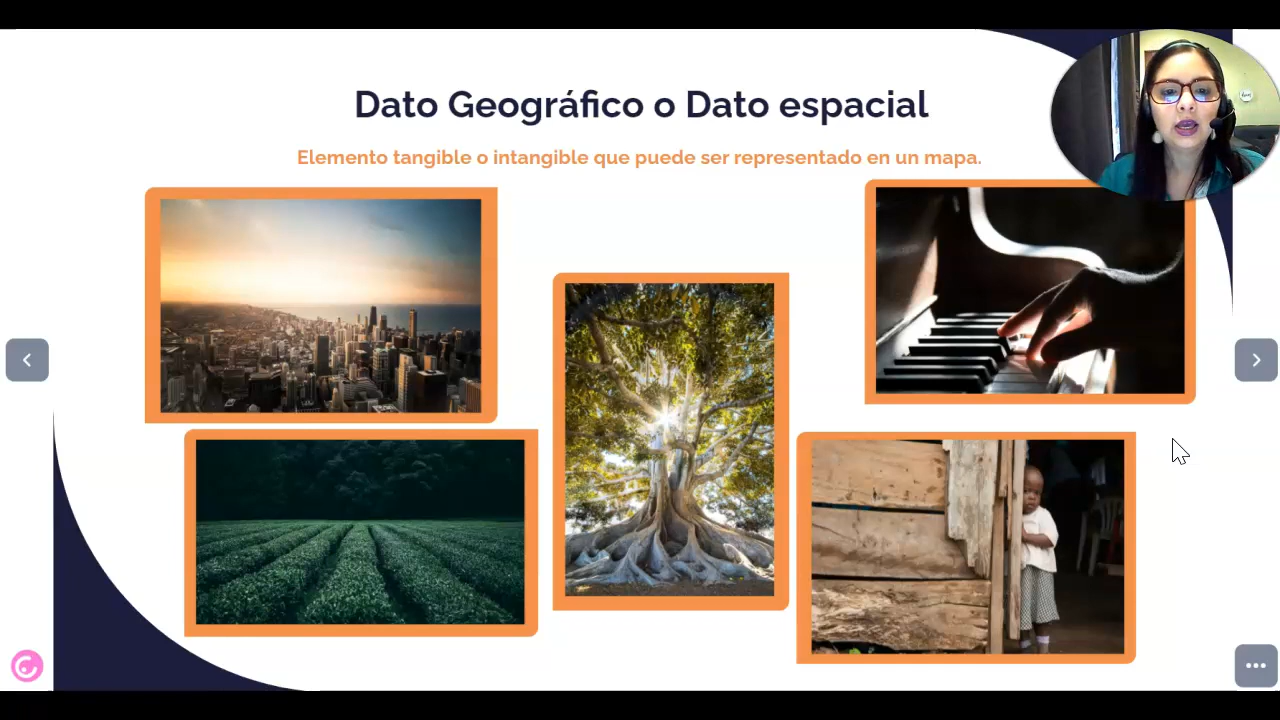 Dato Geográfico o Dato espacial
Elemento tangible o intangible que puede ser representado en un mapa.